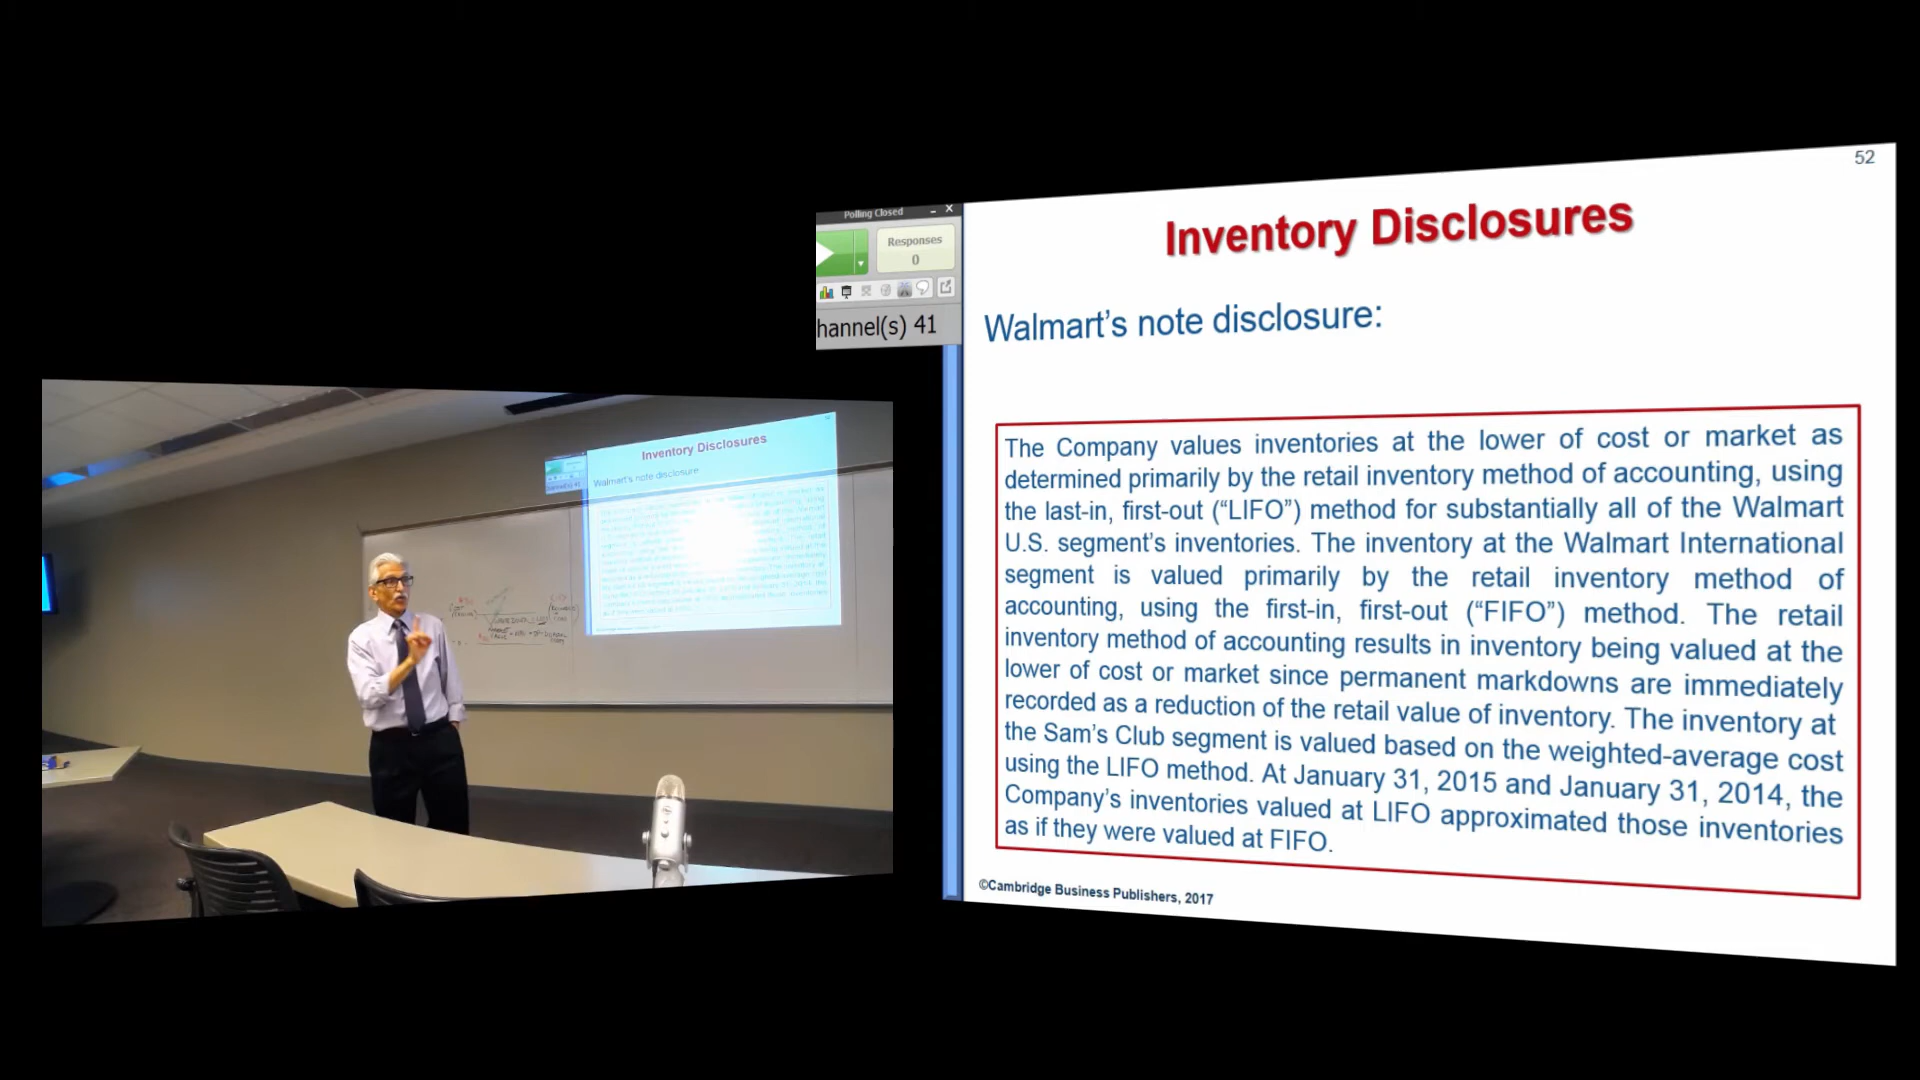 52
Polling Closed
Responses
0
hannel(s) 41
Inventory Disclosures
Walmart’s note disclosure:
The Company values inventories at the lower of cost or market as
determined primarily by the retail inventory method of accounting, using
the last-in, first-out (“LIFO”) method for substantially all of the Walmart
U.S. segment’s inventories. The inventory at the Walmart International
segment is valued primarily by the retail inventory method of
accounting, using the first-in, first-out (“FIFO”) method. The retail
inventory method of accounting results in inventory being valued at the
lower of cost or market since permanent markdowns are immediately
recorded as a reduction of the retail value of inventory. The inventory at
the Sam’s Club segment is valued based on the weighted-average cost
using the LIFO method. At January 31, 2015 and January 31, 2014, the
Company’s inventories valued at LIFO approximated those inventories
as if they were valued at FIFO.
©Cambridge Business Publishers, 2017
Inventory Disclosures
Walmart's note disclosure